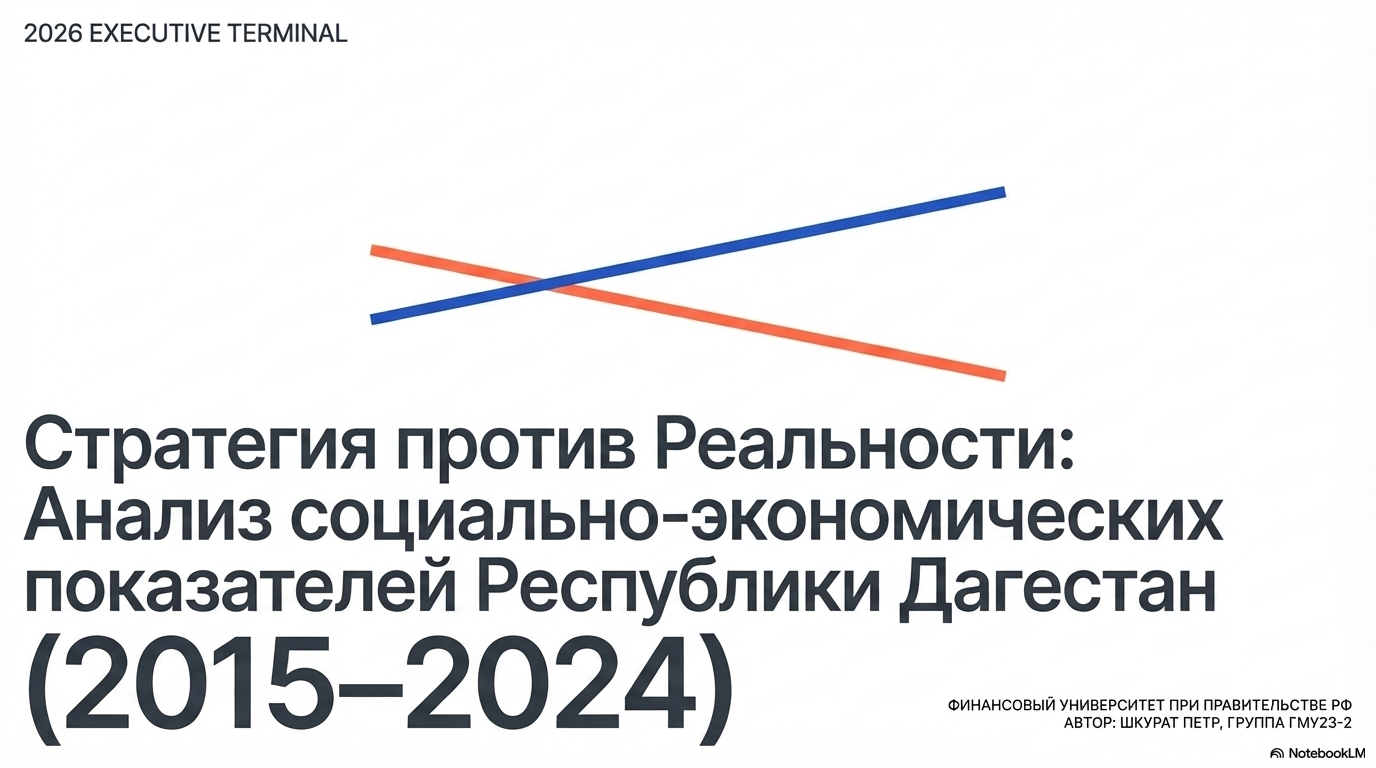 2026 EXECUTIVE TERMINAL
Стратегия против Реальности:
Анализ социально-экономических
показателей Республики Дагестан
(2015–2024)
ФИНАНСОВЫЙ УНИВЕРСИТЕТ ПРИ ПРАВИТЕЛЬСТВЕ РФ
АВТОР: ШКУРАТ ПЕТР, ГРУППА ГМУ23-2
NotebookLM